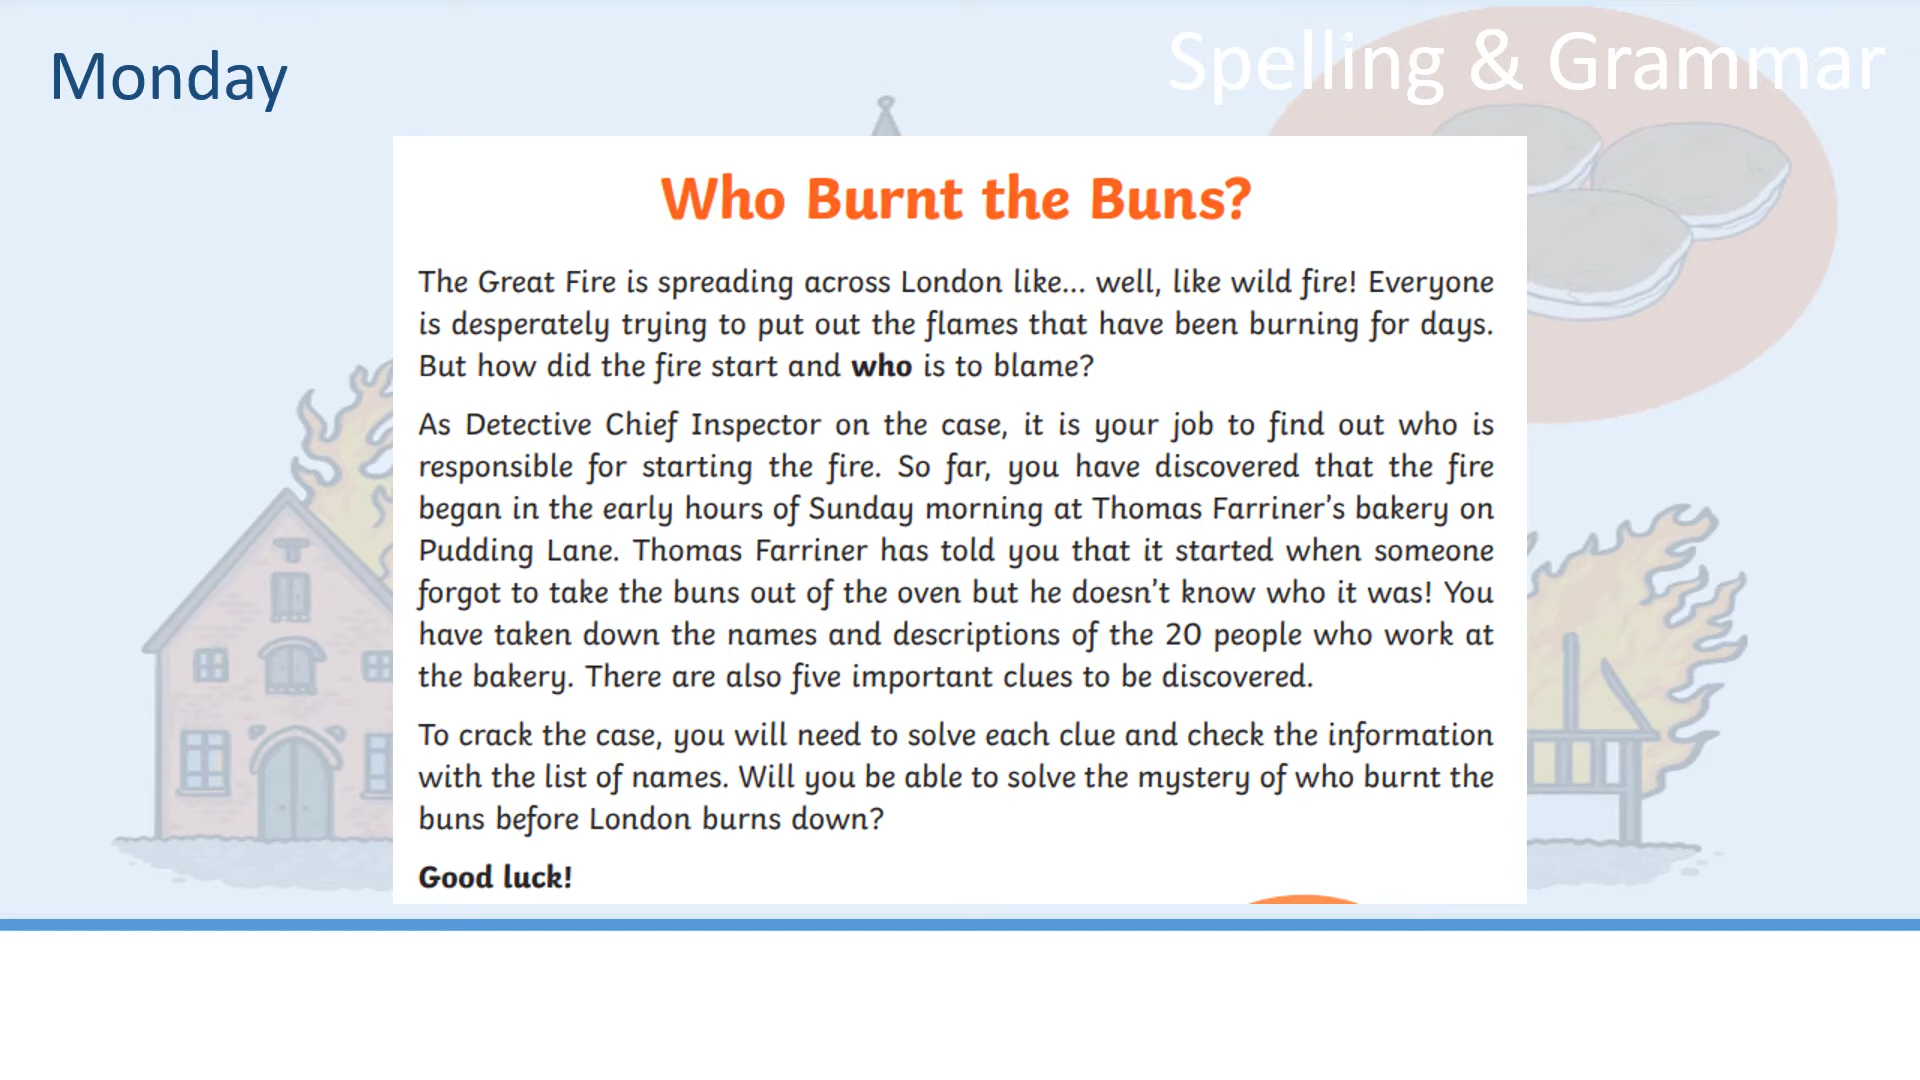 Monday
Spelling & Grammar
Who Burnt the Buns?
The Great Fire is spreading across London like... well, like wild fire! Everyone
is desperately trying to put out the flames that have been burning for days.
But how did the fire start and who is to blame?
As Detective Chief Inspector on the case, it is your job to find out who is
responsible for starting the fire. So far, you have discovered that the fire
began in the early hours of Sunday morning at Thomas Farriner's bakery on
Pudding Lane. Thomas Farriner has told you that it started when someone
forgot to take the buns out of the oven but he doesn't know who it was! You
have taken down the names and descriptions of the 20 people who work at
the bakery. There are also five important clues to be discovered.
To crack the case, you will need to solve each clue and check the information
with the list of names. Will you be able to solve the mystery of who burnt the
buns before London burns down?
Good luck!